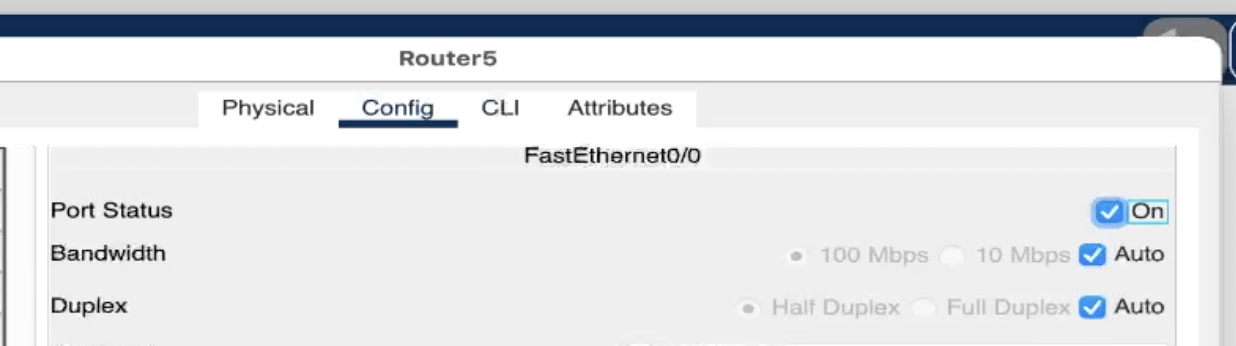 Router5
Physical Config CLI Attributes
FastEthernet0/0
Port Status On
Bandwidth 100 Mbps 10 Mbps Auto
Duplex Half Duplex Full Duplex Auto